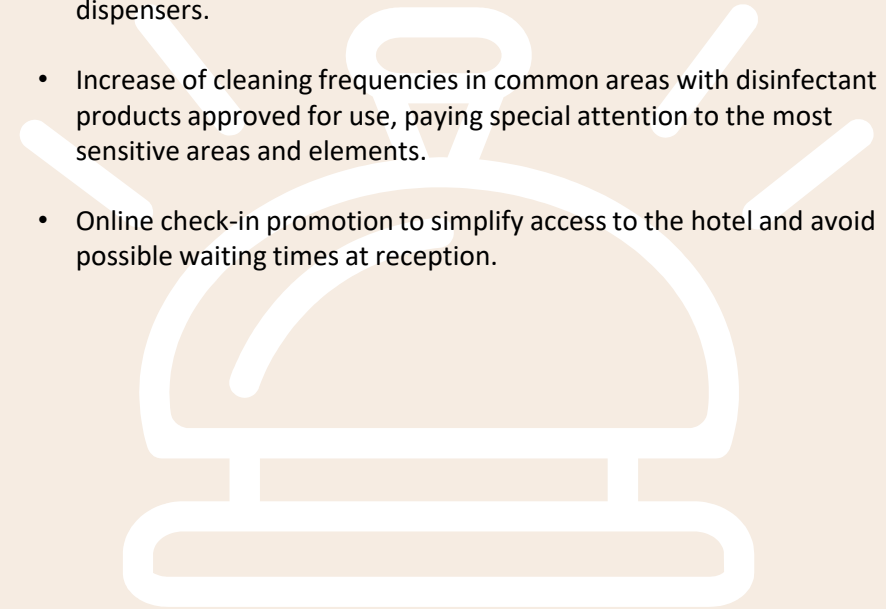 dispensers.
• Increase of cleaning frequencies in common areas with disinfectant
products approved for use, paying special attention to the most
sensitive areas and elements.
• Online check-in promotion to simplify access to the hotel and avoid
possible waiting times at reception.